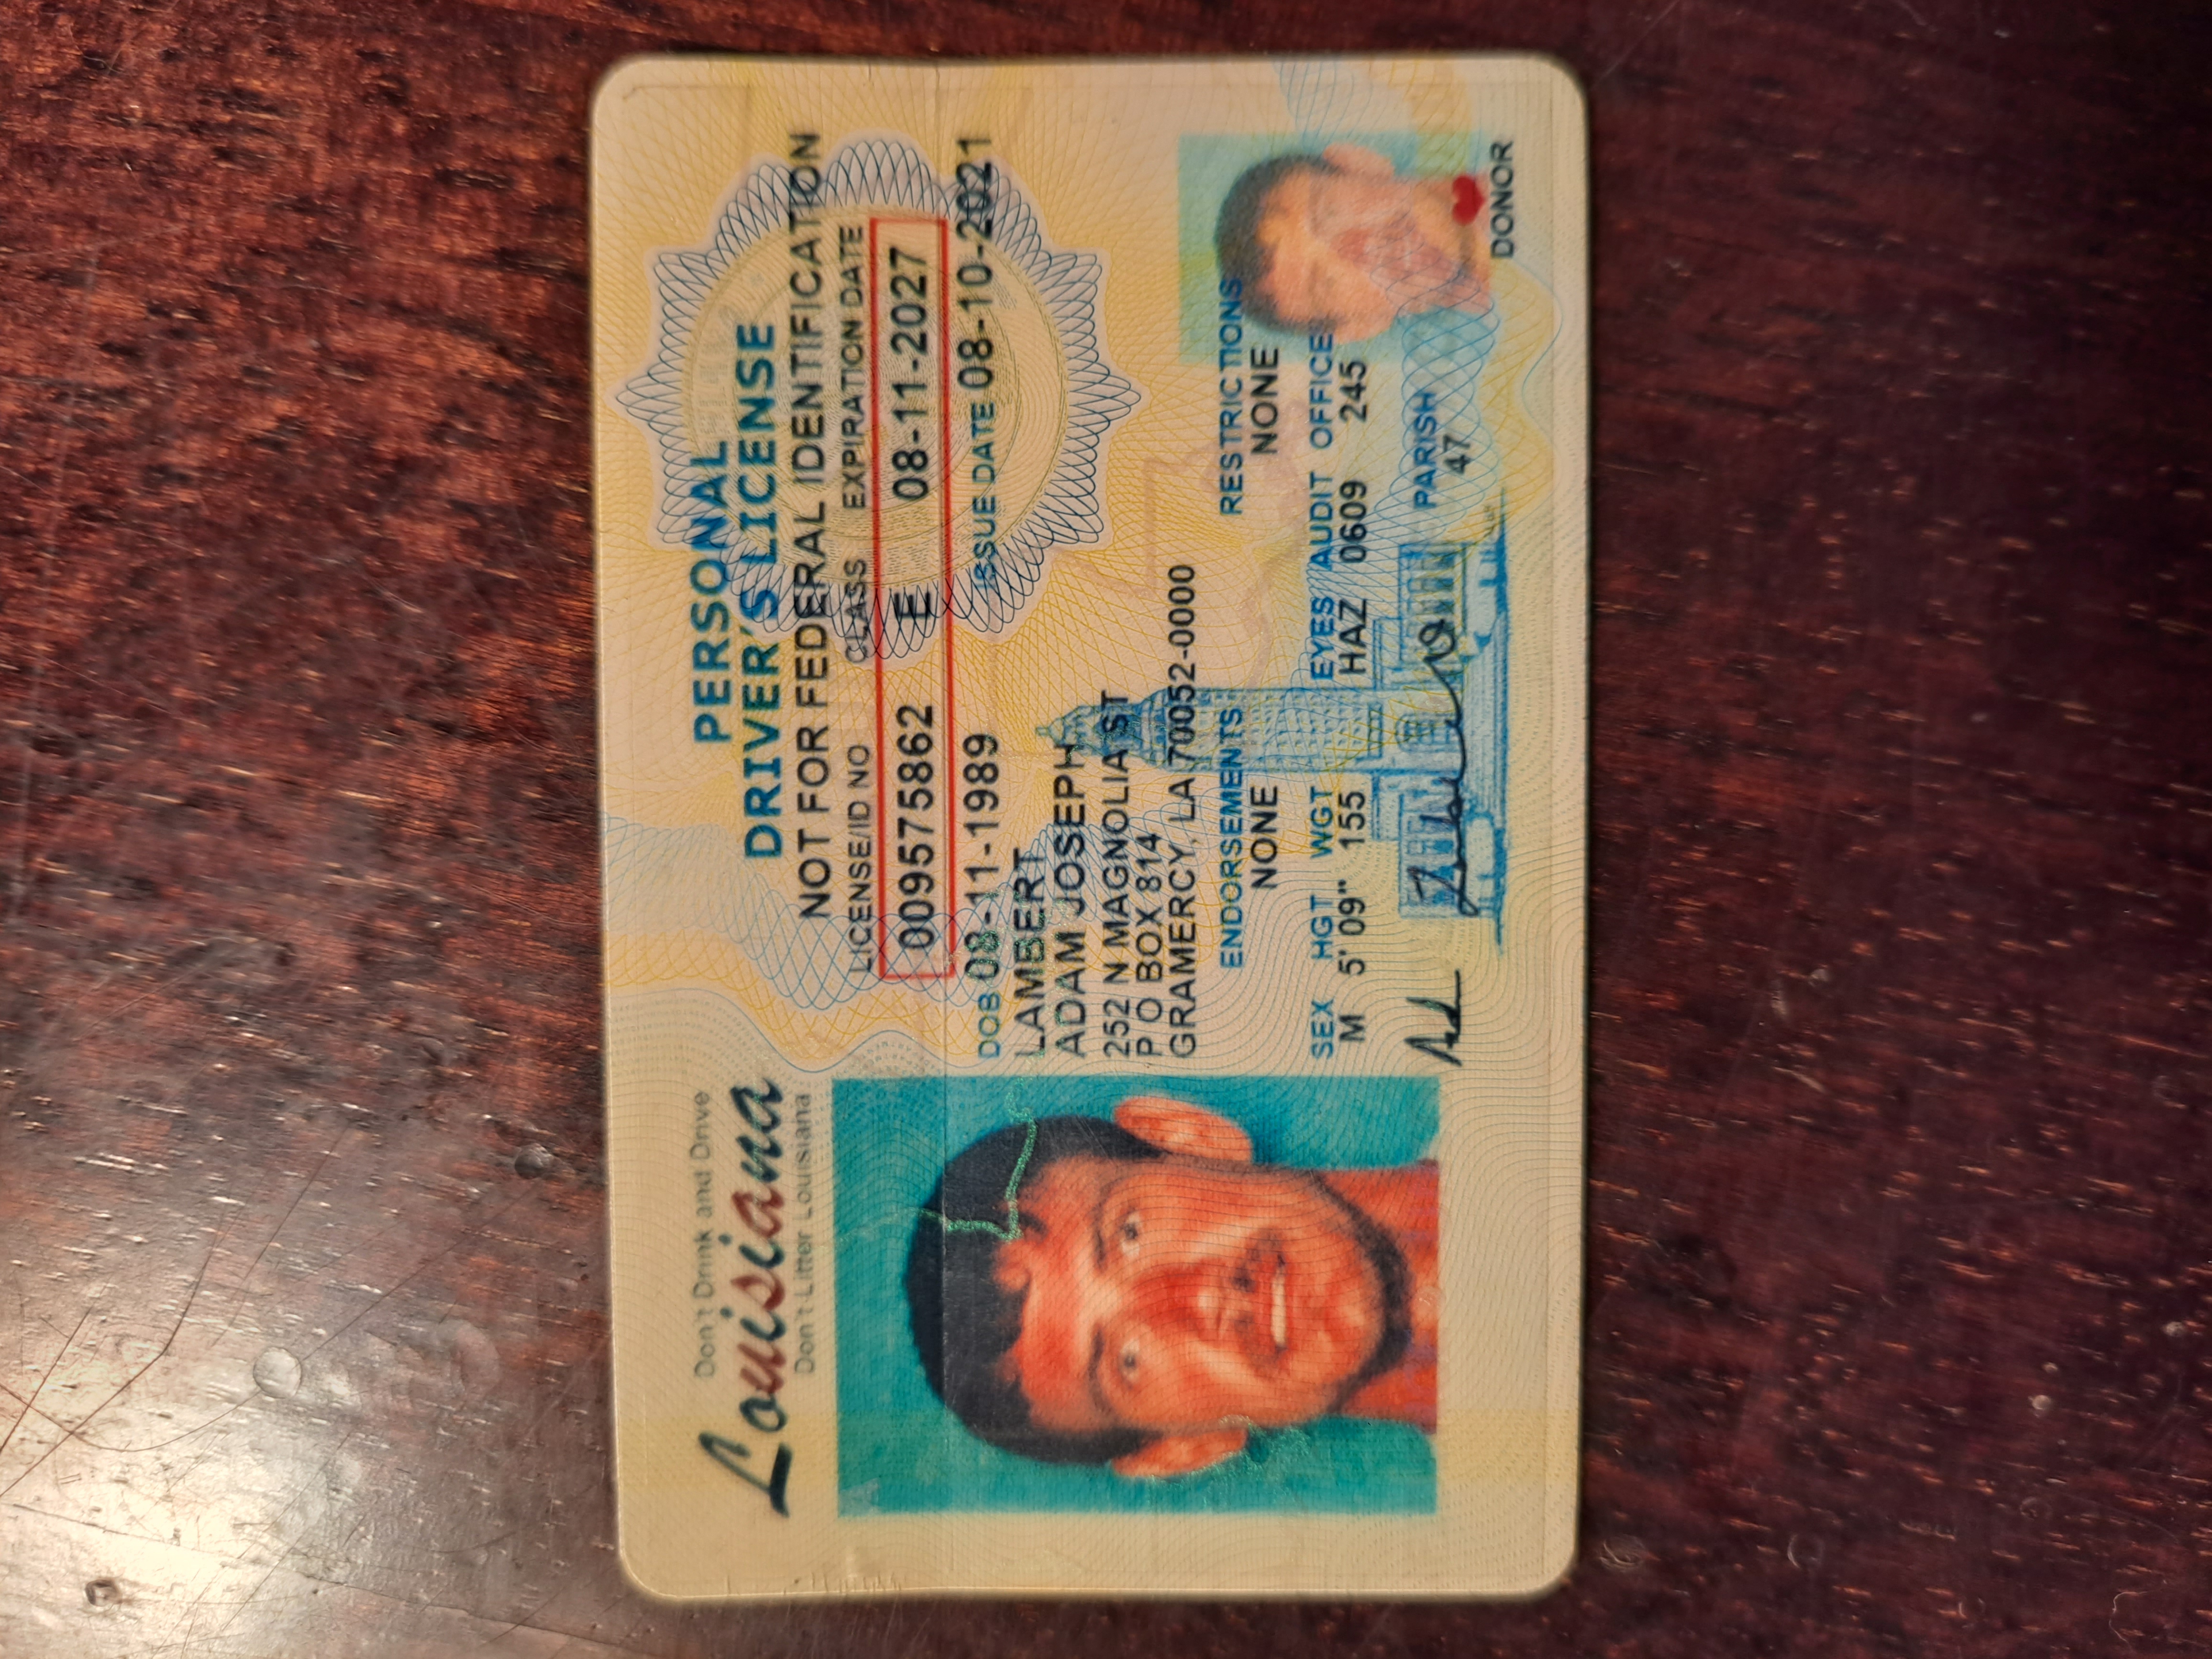 Don't Drink and Drive
Louisiana
Don't Litter Louisiana
PERSONAL
DRIVER'S LICENSE
NOT FOR FEDERAL IDENTIFICATION
LICENSE/ID NO CLASS EXPIRATION DATE
009575862 E 08-11-2027
DOB 08-11-1989 ISSUE DATE 08-10-2021
LAMBERT
ADAM JOSEPH
252 N MAGNOLIA ST
P O BOX 814
GRAMERCY, LA 70052-0000
ENDORSEMENTS RESTRICTIONS
NONE NONE
SEX HGT WGT EYES AUDIT OFFICE
M 5' 09" 155 HAZ 0609 245
PARISH
47
DONOR